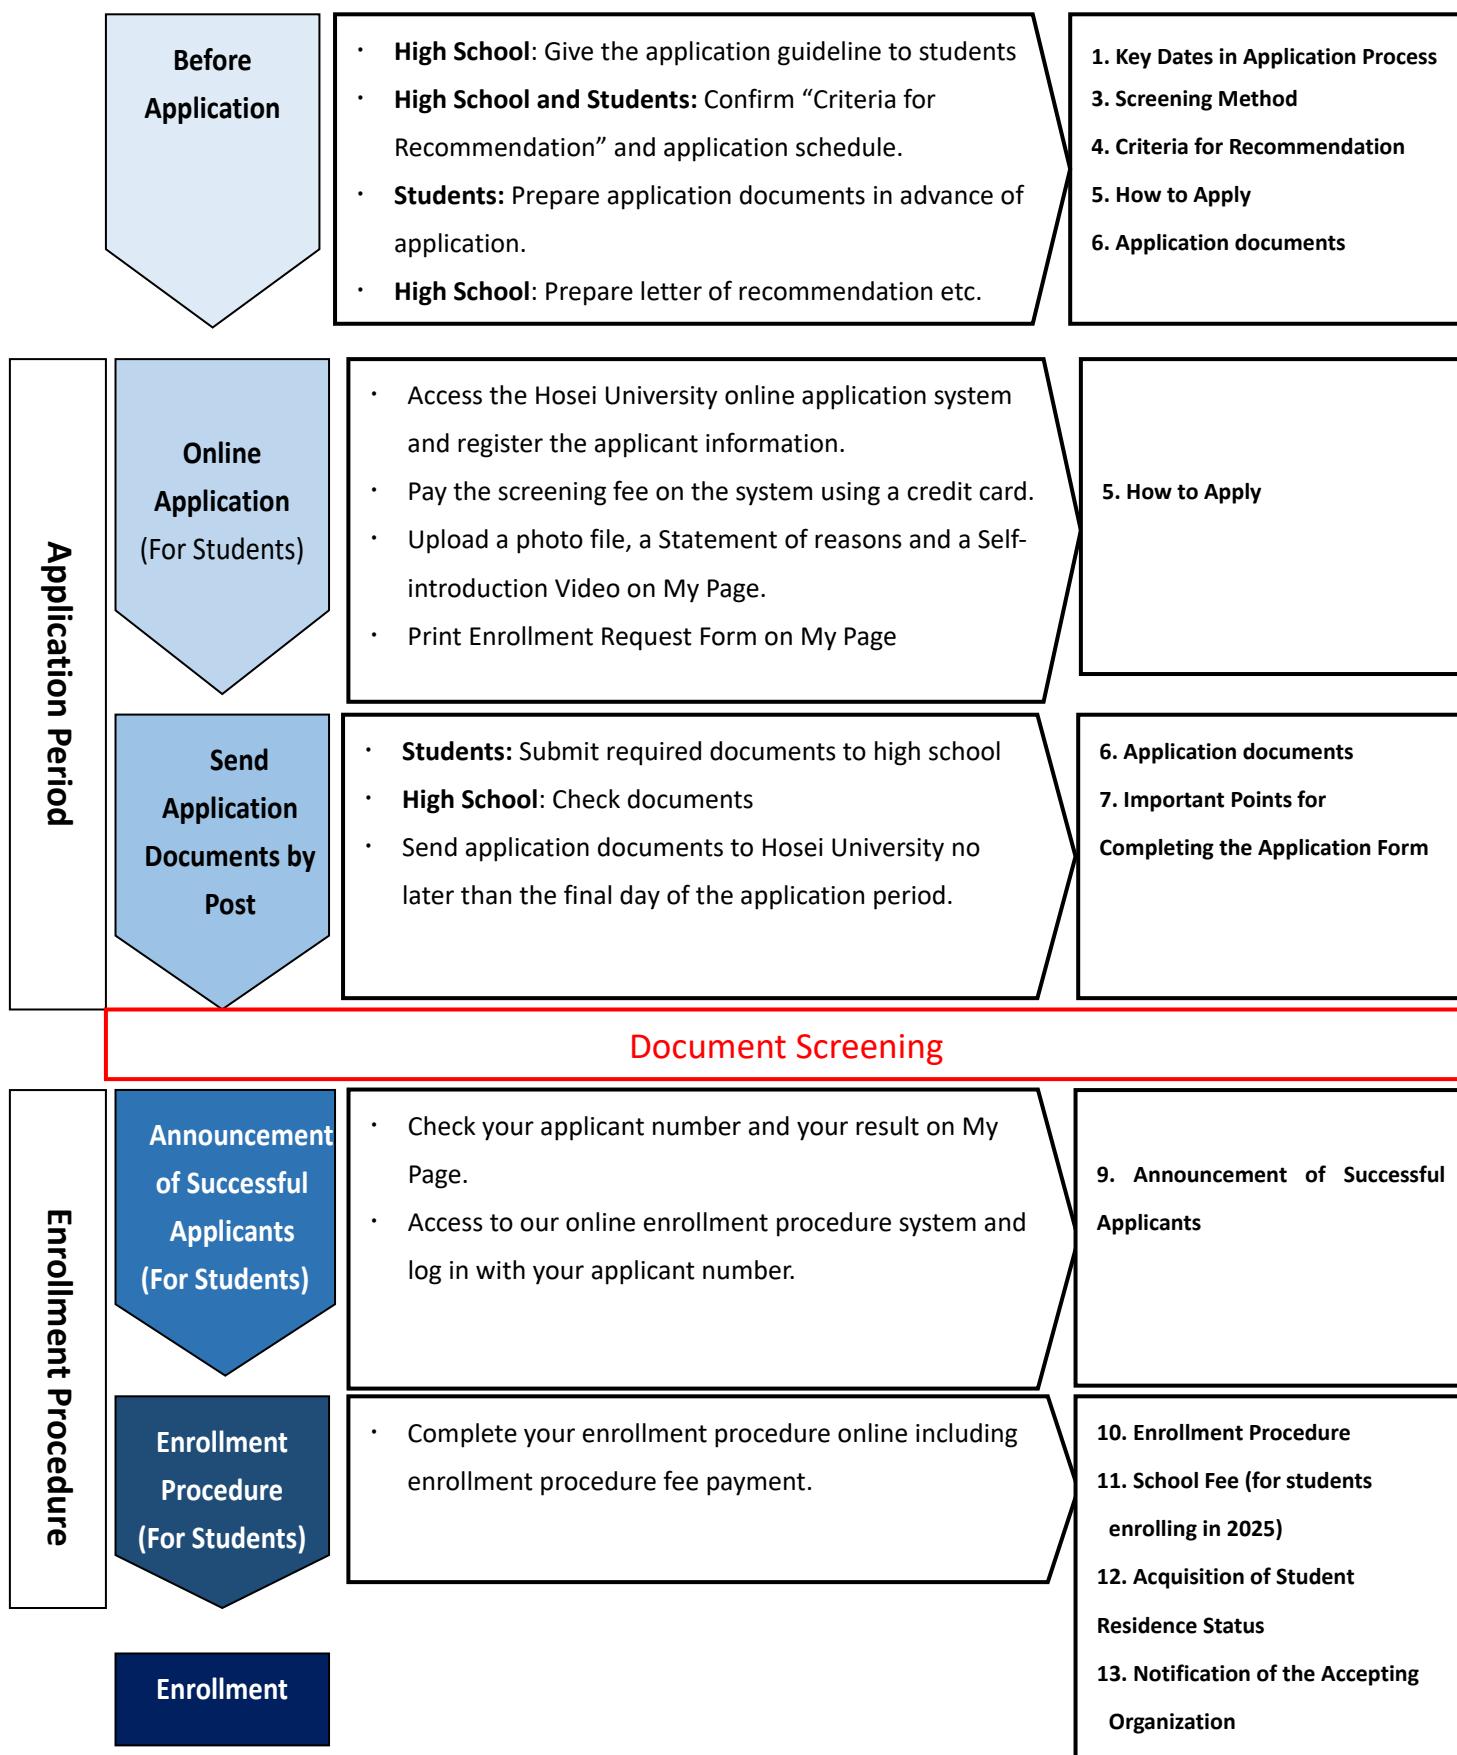 Before
Application
・ High School: Give the application guideline to students
・ High School and Students: Confirm “Criteria for
Recommendation” and application schedule.
・ Students: Prepare application documents in advance of
application.
・ High School: Prepare letter of recommendation etc.
1. Key Dates in Application Process
3. Screening Method
4. Criteria for Recommendation
5. How to Apply
6. Application documents
Application Period
Online
Application
(For Students)
・ Access the Hosei University online application system
and register the applicant information.
・ Pay the screening fee on the system using a credit card.
・ Upload a photo file, a Statement of reasons and a Self-
introduction Video on My Page.
・ Print Enrollment Request Form on My Page
5. How to Apply
Send
Application
Documents by
Post
・ Students: Submit required documents to high school
・ High School: Check documents
・ Send application documents to Hosei University no
later than the final day of the application period.
6. Application documents
7. Important Points for
Completing the Application Form
Document Screening
Enrollment Procedure
Announcement
of Successful
Applicants
(For Students)
・ Check your applicant number and your result on My
Page.
・ Access to our online enrollment procedure system and
log in with your applicant number.
9. Announcement of Successful
Applicants
Enrollment
Procedure
(For Students)
・ Complete your enrollment procedure online including
enrollment procedure fee payment.
10. Enrollment Procedure
11. School Fee (for students
enrolling in 2025)
12. Acquisition of Student
Residence Status
13. Notification of the Accepting
Organization
Enrollment